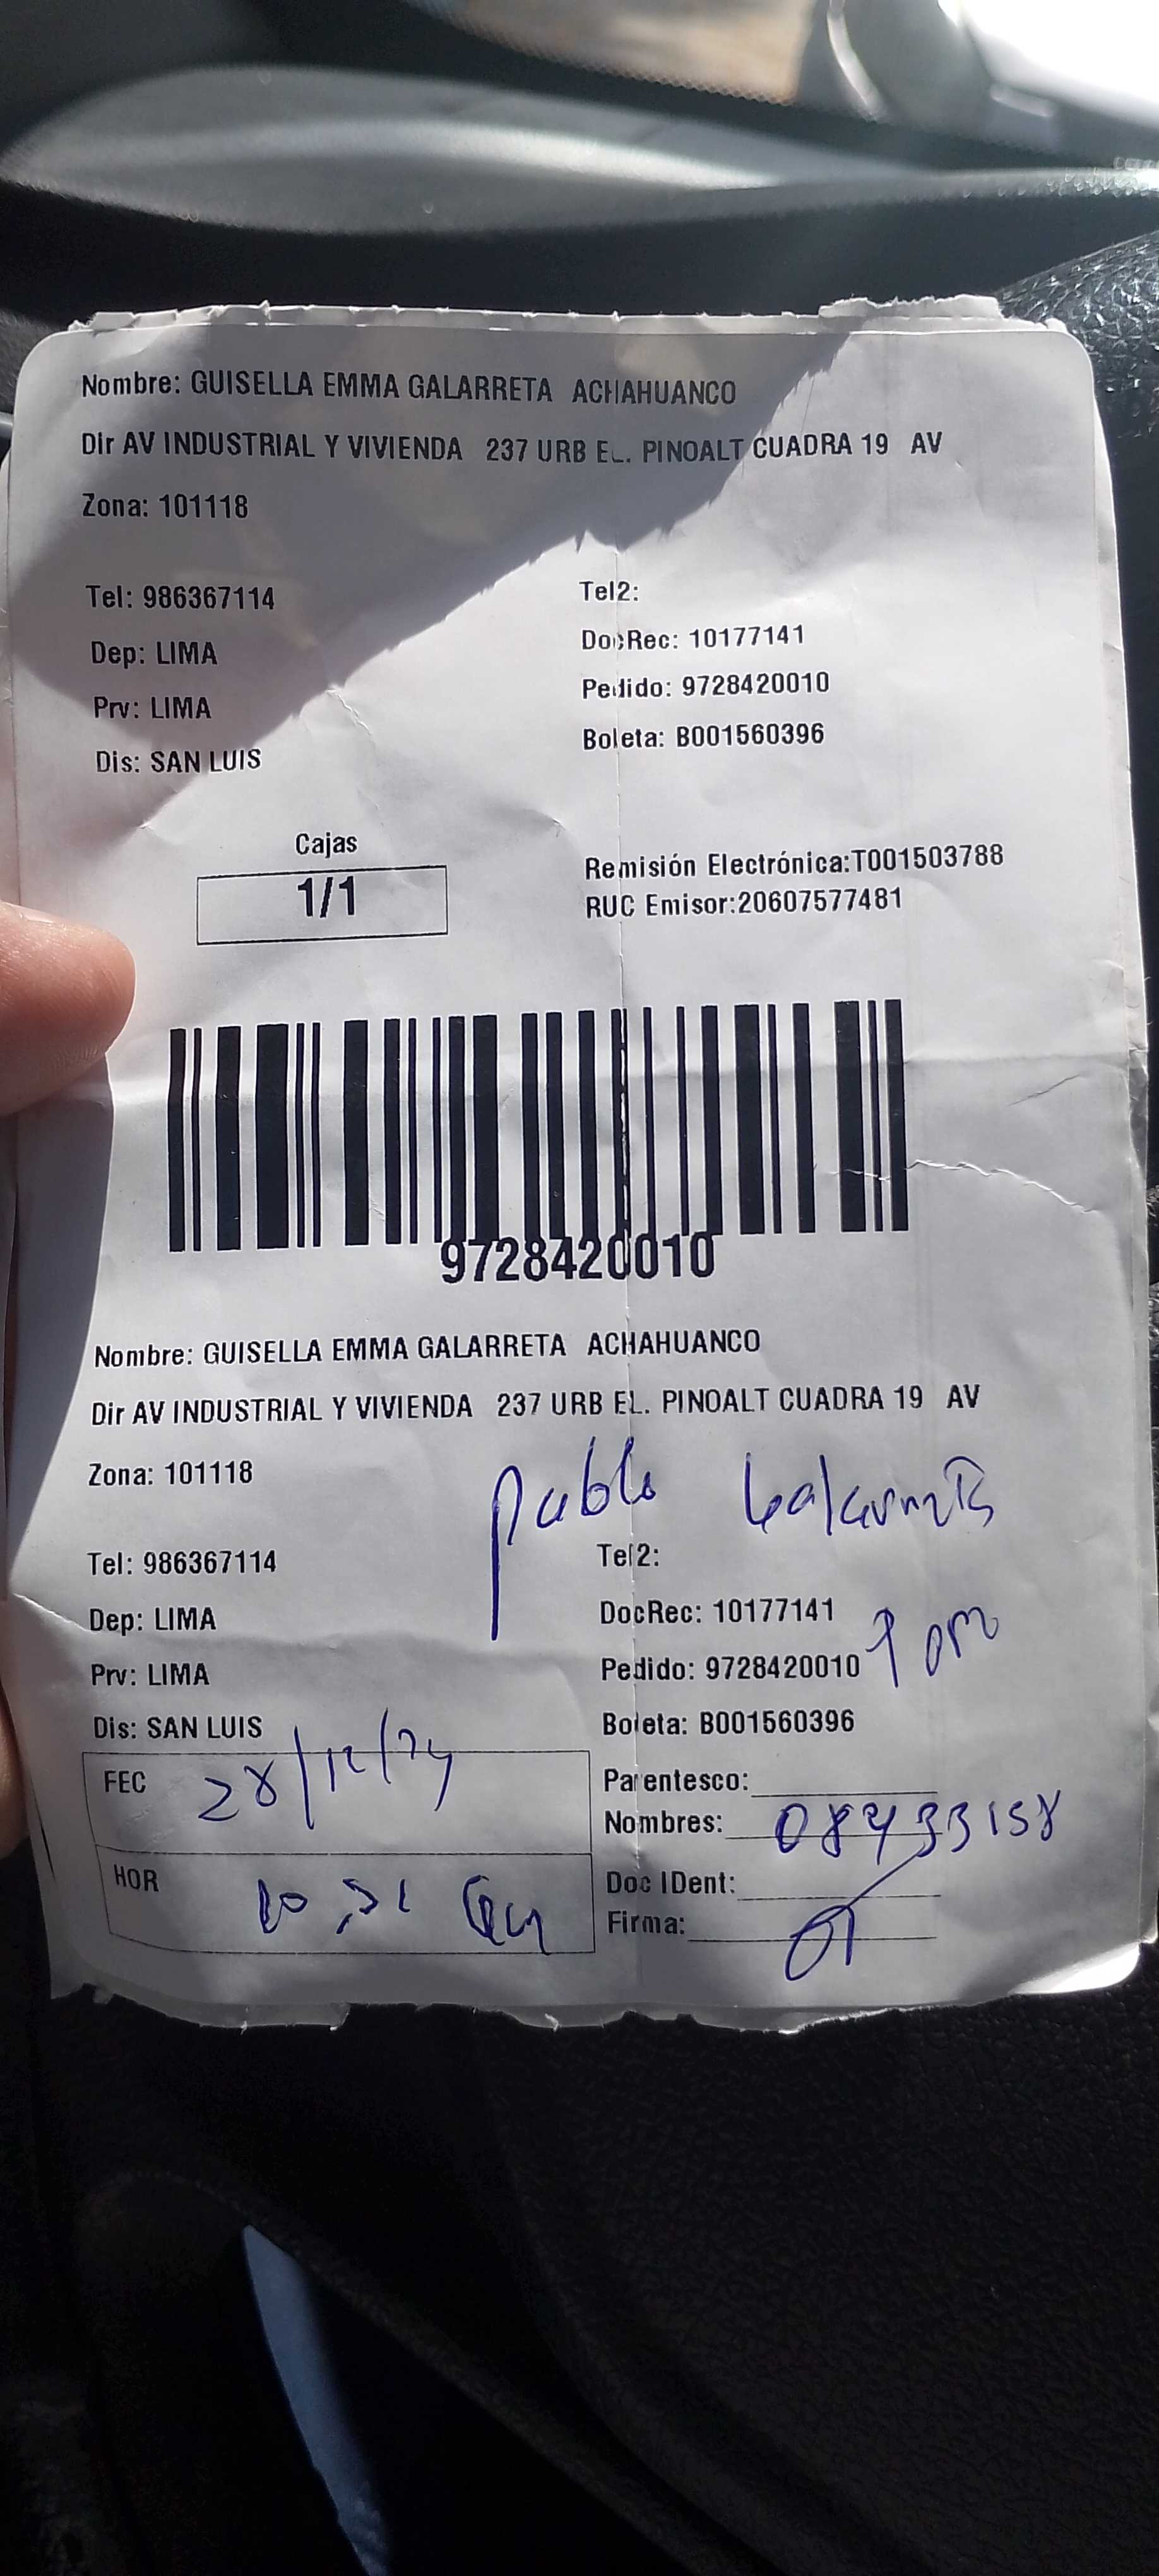 Nombre: GUISELLA EMMA GALARRETA ACHAHUANCO
Dir AV INDUSTRIAL Y VIVIENDA 237 URB EL. PINOALT CUADRA 19 AV
Zona: 101118
Tel: 986367114 Tel2:
DocRec: 10177141
Dep: LIMA
Pedido: 9728420010
Prv: LIMA
Boleta: B001560396
Dis: SAN LUIS
Cajas
1/1
Remisión Electrónica:T001503788
RUC Emisor:20607577481
9728420010
Nombre: GUISELLA EMMA GALARRETA ACHAHUANCO
Dir AV INDUSTRIAL Y VIVIENDA 237 URB EL. PINOALT CUADRA 19 AV
Zona: 101118
Pablo
Tel: 986367114 Tel2:
Dep: LIMA DocRec: 10177141
Prv: LIMA Pedido: 9728420010
Dis: SAN LUIS Boleta: B001560396
FEC 28/12/24
Parentesco:
Nombres: 08433158
HOR
Doc IDent:
Firma: